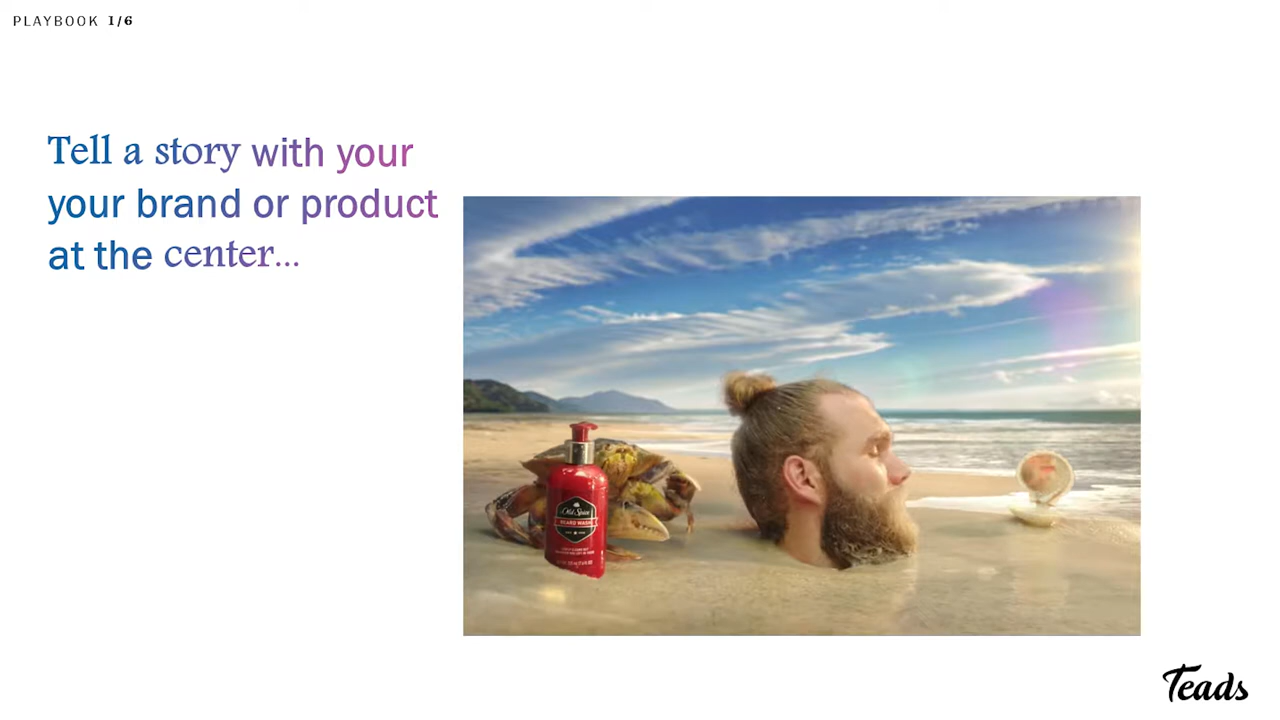 PLAYBOOK 1/6
Tell a story with your
your brand or product
at the center...
Old Spice
BEARD WASH
Teads